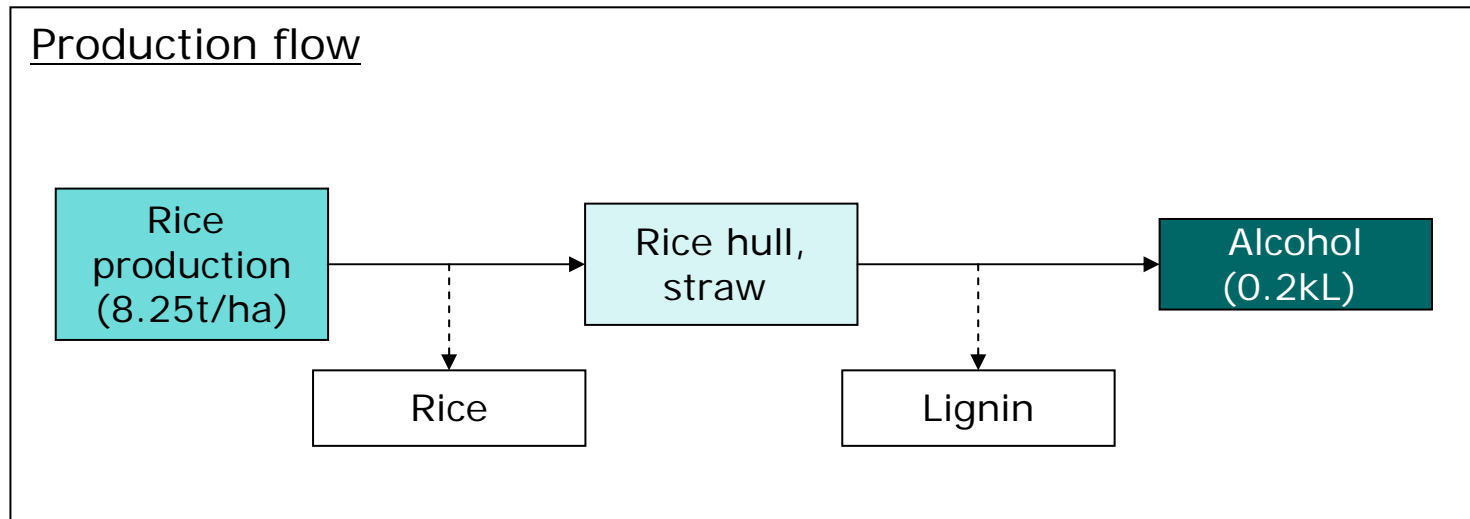 Production flow
Rice
production
(8.25t/ha)
Rice hull,
straw
Alcohol
(0.2kL)
Rice
Lignin